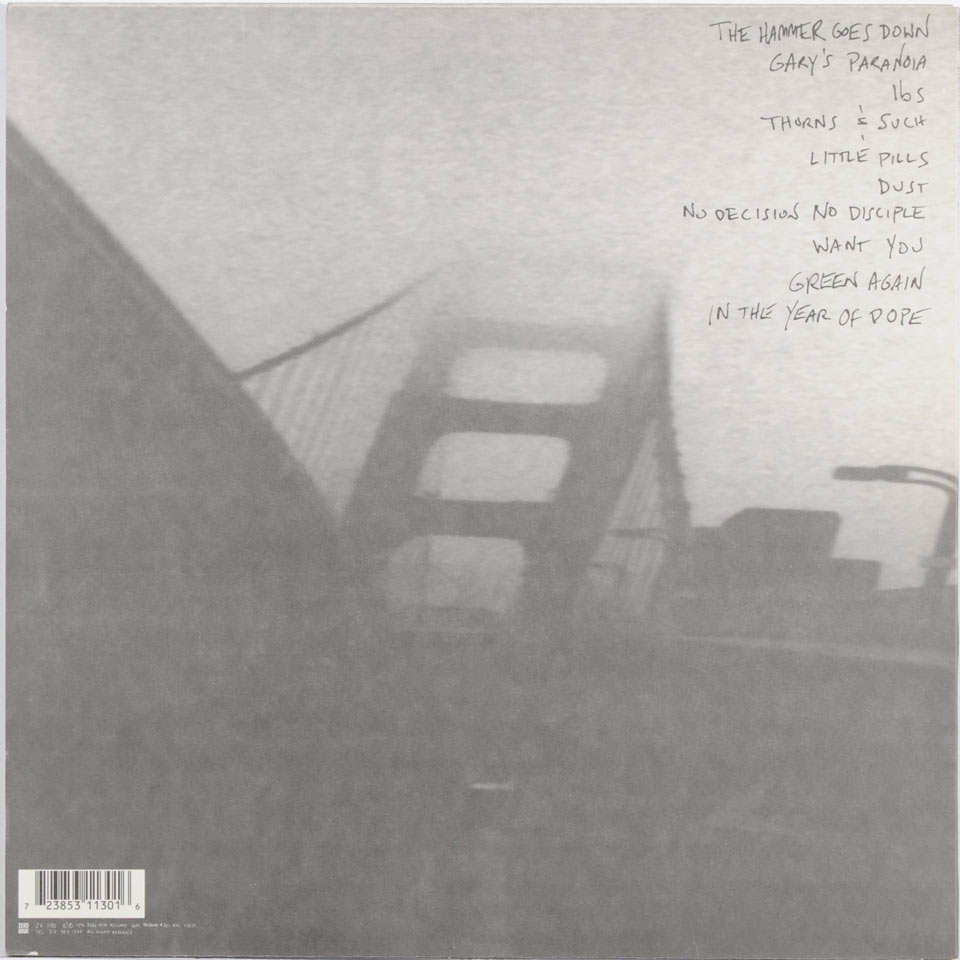 THE HAMMER GOES DOWN
GARY'S PARANOIA
lbs
THORNS & SUCH
LITTLE PILLS
DUST
NO DECISION NO DISCIPLE
WANT YOU
GREEN AGAIN
IN THE YEAR OF DOPE
7 23853 11301 6